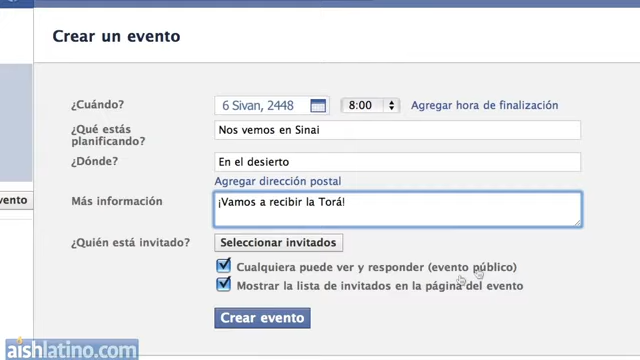 Crear un evento
¿Cuándo? 6 Sivan, 2448 8:00 Agregar hora de finalización
¿Qué estás planificando? Nos vemos en Sinai
¿Dónde? En el desierto
Agregar dirección postal
Más información ¡Vamos a recibir la Torá!
¿Quién está invitado? Seleccionar invitados
Cualquiera puede ver y responder (evento público)
Mostrar la lista de invitados en la página del evento
Crear evento
vento
aishlatino.com